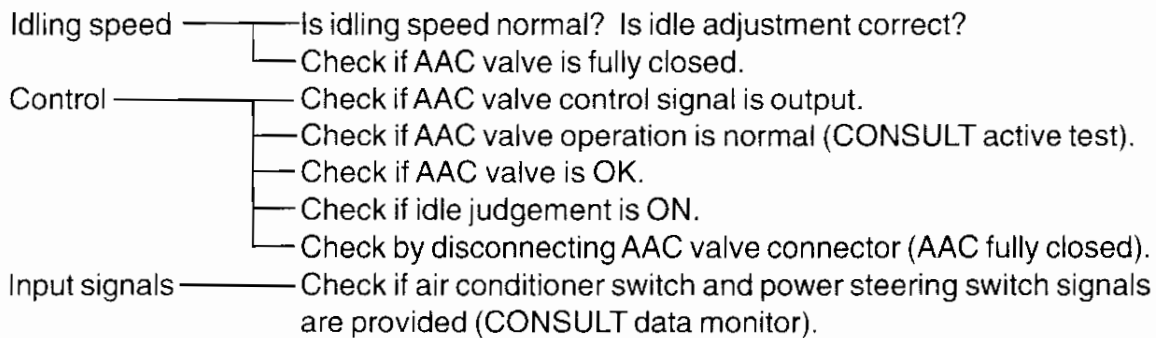 Idling speed Is idling speed normal? Is idle adjustment correct?
Check if AAC valve is fully closed.
Control Check if AAC valve control signal is output.
Check if AAC valve operation is normal (CONSULT active test).
Check if AAC valve is OK.
Check if idle judgement is ON.
Check by disconnecting AAC valve connector (AAC fully closed).
Input signals Check if air conditioner switch and power steering switch signals
are provided (CONSULT data monitor).